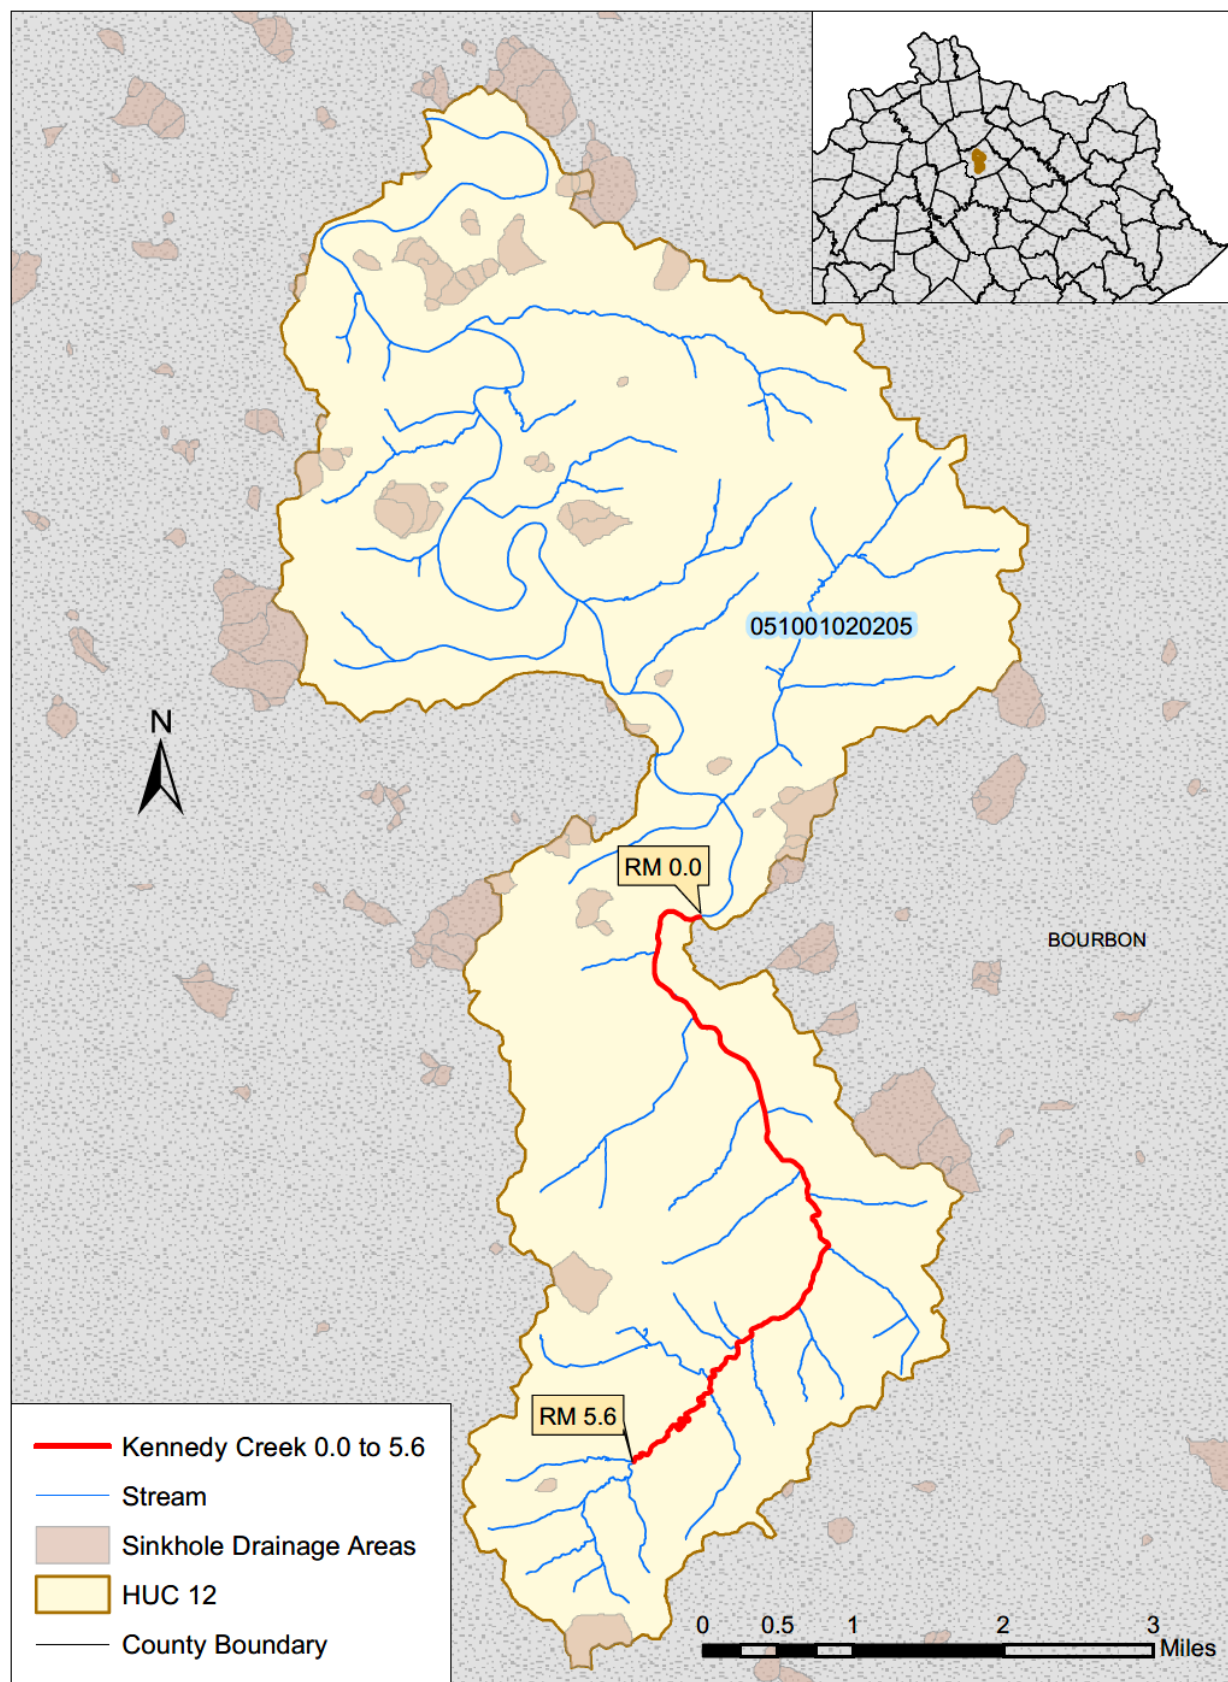 051001020205
N
RM 0.0
BOURBON
RM 5.6
Kennedy Creek 0.0 to 5.6
Stream
Sinkhole Drainage Areas
HUC 12
County Boundary
0 0.5 1 2 3
Miles